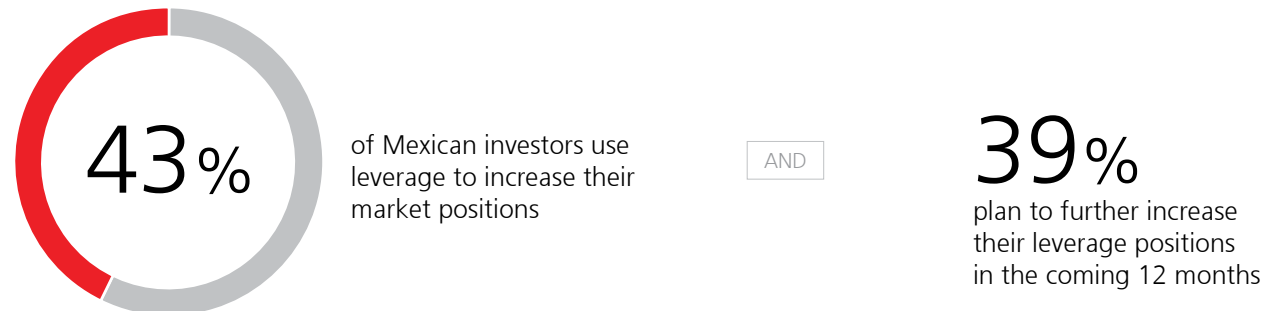 43%
of Mexican investors use
leverage to increase their
market positions
AND
39%
plan to further increase
their leverage positions
in the coming 12 months